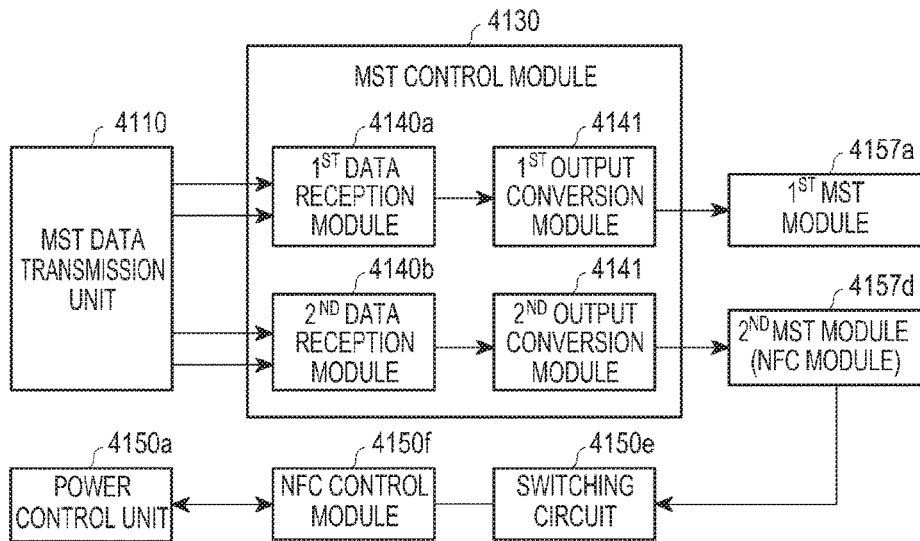 4130
MST CONTROL MODULE
4110
MST DATA
TRANSMISSION
UNIT
4140a
1ST DATA
RECEPTION
MODULE
4141
1ST OUTPUT
CONVERSION
MODULE
4157a
1ST MST
MODULE
4140b
2ND DATA
RECEPTION
MODULE
4141
2ND OUTPUT
CONVERSION
MODULE
4157d
2ND MST MODULE
(NFC MODULE)
4150a
POWER
CONTROL UNIT
4150f
NFC CONTROL
MODULE
4150e
SWITCHING
CIRCUIT